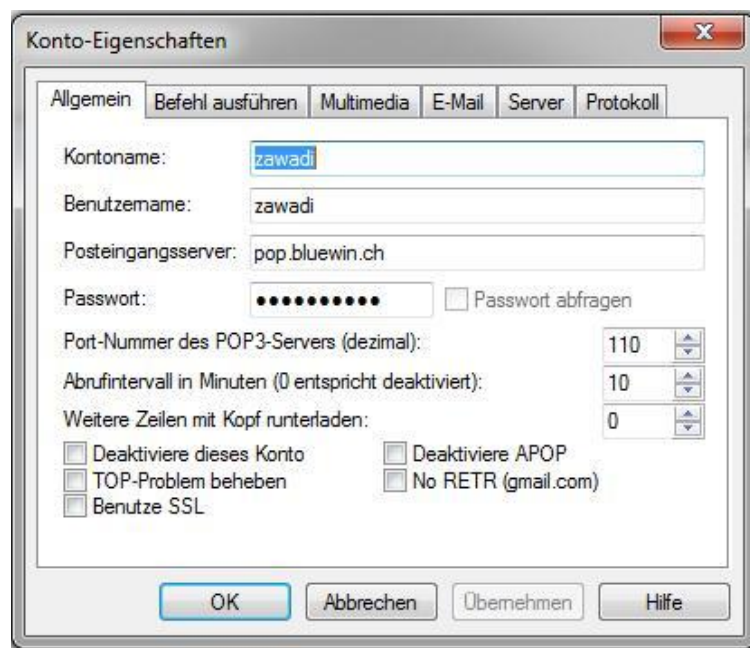 Konto-Eigenschaften
Allgemein Befehl ausführen Multimedia E-Mail Server Protokoll
Kontoname: zawadi
Benutzername: zawadi
Posteingangsserver: pop.bluewin.ch
Passwort: ●●●●●●●●●● Passwort abfragen
Port-Nummer des POP3-Servers (dezimal): 110
Abrufintervall in Minuten (0 entspricht deaktiviert): 10
Weitere Zeilen mit Kopf runterladen: 0
Deaktiviere dieses Konto Deaktiviere APOP
TOP-Problem beheben No RETR (gmail.com)
Benutze SSL
OK Abbrechen Übernehmen Hilfe